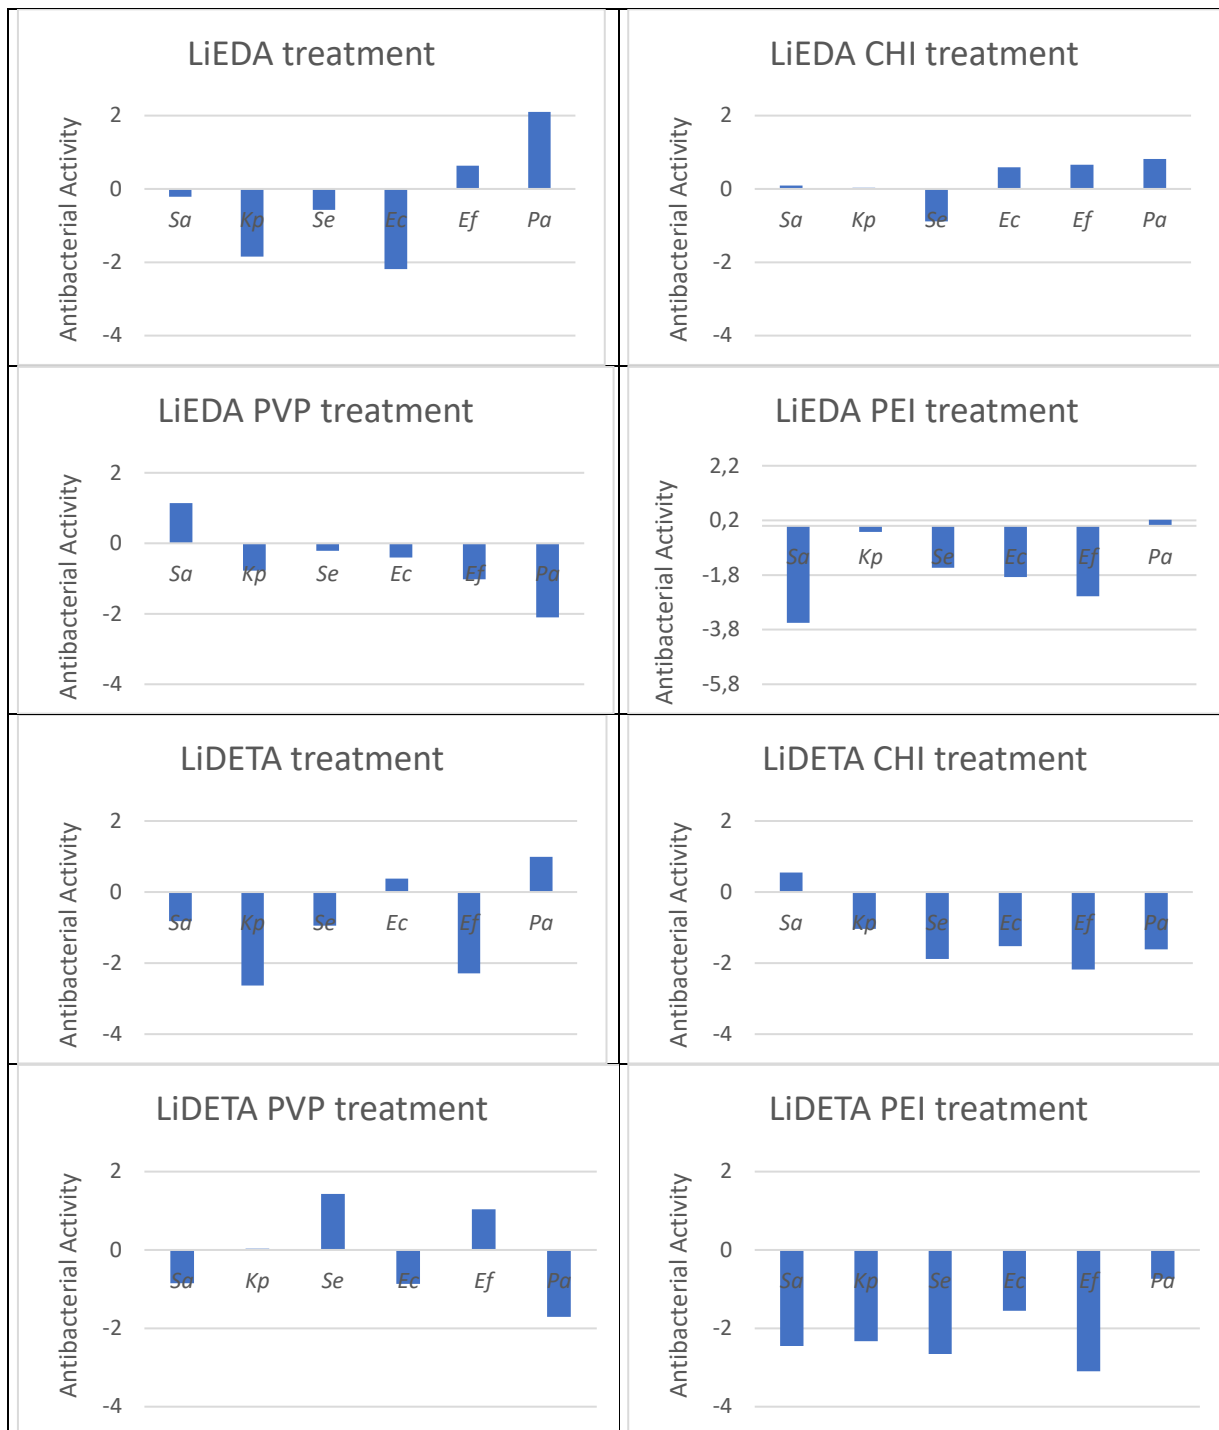 LiEDA treatment
Antibacterial Activity
2
0
-2
-4
Sa Kp Se Ec Ef Pa
LiEDA CHI treatment
Antibacterial Activity
2
0
-2
-4
Sa Kp Se Ec Ef Pa
LiEDA PVP treatment
Antibacterial Activity
2
0
-2
-4
Sa Kp Se Ec Ef Pa
LiEDA PEI treatment
Antibacterial Activity
2,2
0,2
-1,8
-3,8
-5,8
Sa Kp Se Ec Ef Pa
LiDETA treatment
Antibacterial Activity
2
0
-2
-4
Sa Kp Se Ec Ef Pa
LiDETA CHI treatment
Antibacterial Activity
2
0
-2
-4
Sa Kp Se Ec Ef Pa
LiDETA PVP treatment
Antibacterial Activity
2
0
-2
-4
Sa Kp Se Ec Ef Pa
LiDETA PEI treatment
Antibacterial Activity
2
0
-2
-4
Sa Kp Se Ec Ef Pa